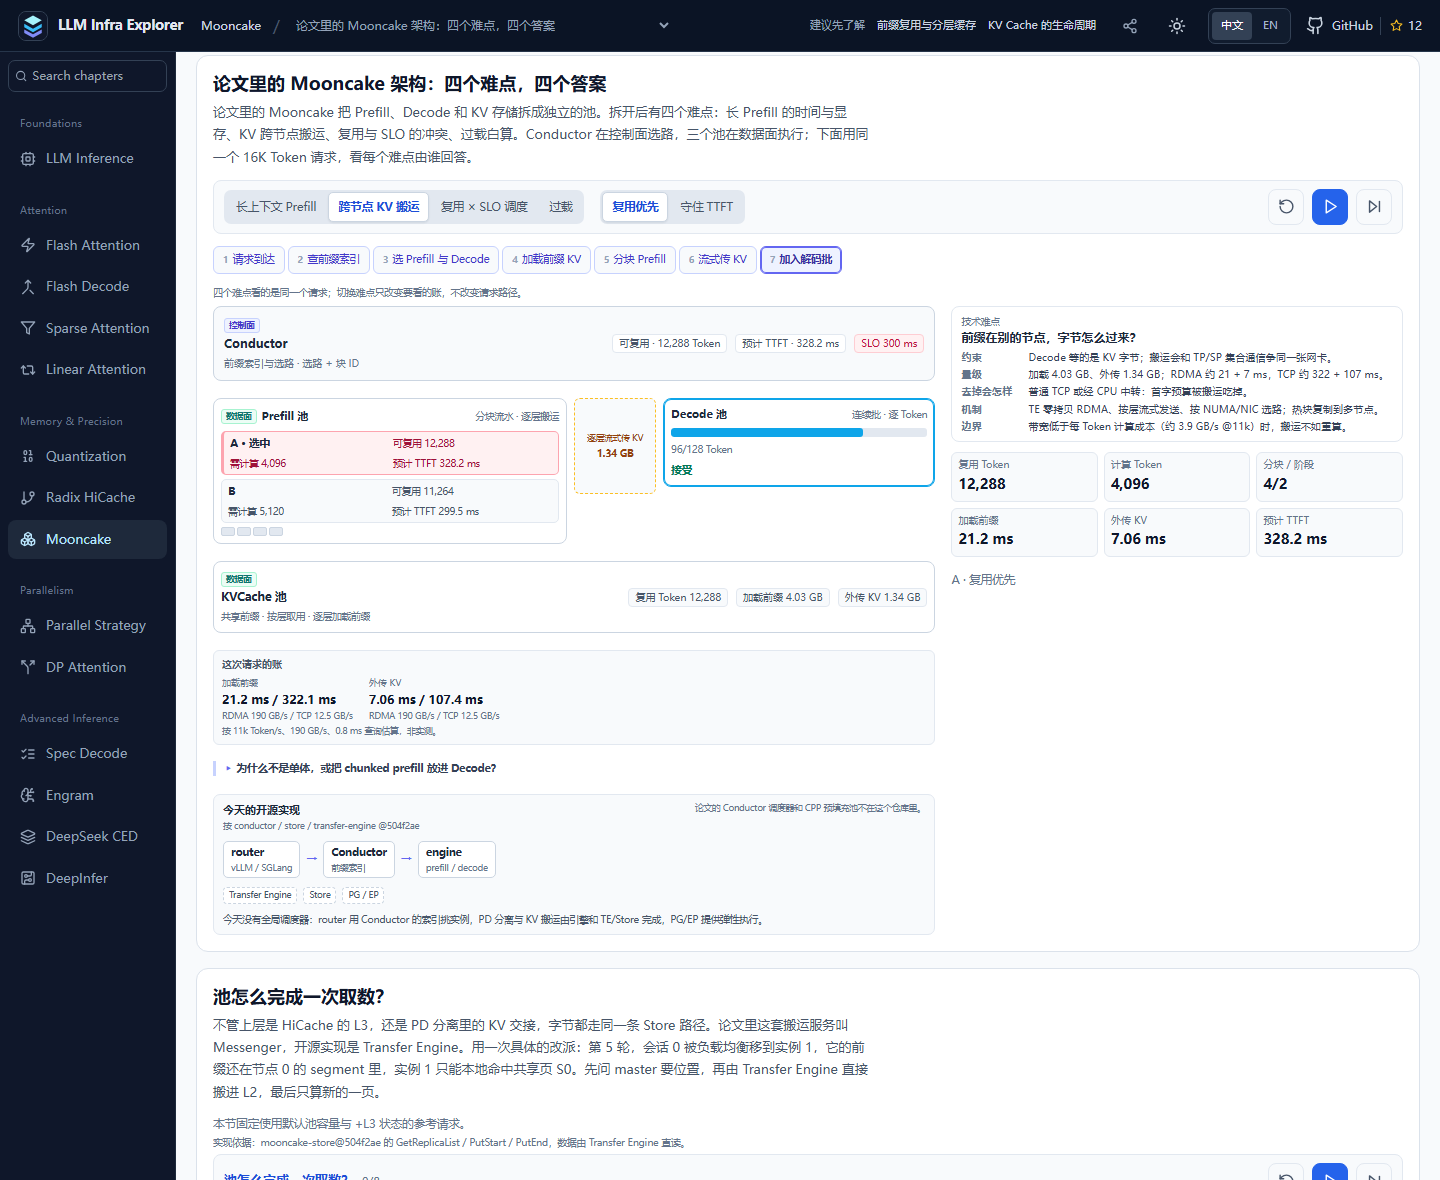 LLM Infra Explorer
Mooncake / 论文里的 Mooncake 架构：四个难点，四个答案
建议先了解 前缀复用与分层缓存 KV Cache 的生命周期
中文 EN
GitHub
12
Search chapters
Foundations
LLM Inference
Attention
Flash Attention
Flash Decode
Sparse Attention
Linear Attention
Memory & Precision
Quantization
Radix HiCache
Mooncake
Parallelism
Parallel Strategy
DP Attention
Advanced Inference
Spec Decode
Engram
DeepSeek CED
DeepInfer
论文里的 Mooncake 架构：四个难点，四个答案
论文里的 Mooncake 把 Prefill、Decode 和 KV 存储拆成独立的池。拆开后有四个难点：长 Prefill 的时间与显
存、KV 跨节点搬运、复用与 SLO 的冲突、过载白算。Conductor 在控制面选路，三个池在数据面执行；下面用同
一个 16K Token 请求，看每个难点由谁回答。
长上下文 Prefill 跨节点 KV 搬运 复用 × SLO 调度 过载 复用优先 守住 TTFT
1 请求到达 2 查前缀索引 3 选 Prefill 与 Decode 4 加载前缀 KV 5 分块 Prefill 6 流式传 KV 7 加入解码批
四个难点看的是同一个请求；切换难点只改变要看的账，不改变请求路径。
控制面
Conductor
前缀索引与选路 · 选路 + 块 ID
可复用 · 12,288 Token 预计 TTFT · 328.2 ms SLO 300 ms
数据面 Prefill 池 分块流水 · 逐层搬运
A • 选中 可复用 12,288
需计算 4,096 预计 TTFT 328.2 ms
B 可复用 11,264
需计算 5,120 预计 TTFT 299.5 ms
逐层流式传 KV
1.34 GB
Decode 池 连续批 · 逐 Token
96/128 Token
接受
数据面
KVCache 池
共享前缀 · 按层取用 · 逐层加载前缀
复用 Token 12,288 加载前缀 4.03 GB 外传 KV 1.34 GB
这次请求的账
加载前缀 外传 KV
21.2 ms / 322.1 ms 7.06 ms / 107.4 ms
RDMA 190 GB/s / TCP 12.5 GB/s RDMA 190 GB/s / TCP 12.5 GB/s
按 11k Token/s、190 GB/s、0.8 ms 查询估算，非实测。
为什么不是单体，或把 chunked prefill 放进 Decode?
今天的开源实现 论文的 Conductor 调度器和 CPP 预填充池不在这个仓库里。
按 conductor / store / transfer-engine @504f2ae
router → Conductor → engine
vLLM / SGLang 前缀索引 prefill / decode
Transfer Engine Store PG / EP
今天没有全局调度器：router 用 Conductor 的索引挑实例，PD 分离与 KV 搬运由引擎和 TE/Store 完成，PG/EP 提供弹性执行。
技术难点
前缀在别的节点，字节怎么过来?
约束 Decode 等的是 KV 字节；搬运会和 TP/SP 集合通信争同一张网卡。
量级 加载 4.03 GB、外传 1.34 GB；RDMA 约 21 + 7 ms，TCP 约 322 + 107 ms。
去掉会怎样 普通 TCP 或经 CPU 中转：首字预算被搬运吃掉。
机制 TE 零拷贝 RDMA、按层流式发送、按 NUMA/NIC 选路；热块复制到多节点。
边界 带宽低于每 Token 计算成本（约 3.9 GB/s @11k）时，搬运不如重算。
复用 Token 计算 Token 分块 / 阶段
12,288 4,096 4/2
加载前缀 外传 KV 预计 TTFT
21.2 ms 7.06 ms 328.2 ms
A · 复用优先
池怎么完成一次取数?
不管上层是 HiCache 的 L3，还是 PD 分离里的 KV 交接，字节都走同一条 Store 路径。论文里这套搬运服务叫
Messenger，开源实现是 Transfer Engine。用一次具体的改派：第 5 轮，会话 0 被负载均衡移到实例 1，它的前
缀还在节点 0 的 segment 里，实例 1 只能本地命中共享页 S0。先问 master 要位置，再由 Transfer Engine 直接
搬进 L2，最后只算新的一页。
本节固定使用默认池容量与 +L3 状态的参考请求。
实现依据：mooncake-store@504f2ae 的 GetReplicaList / PutStart / PutEnd，数据由 Transfer Engine 直读。
池怎么完成一次取数?